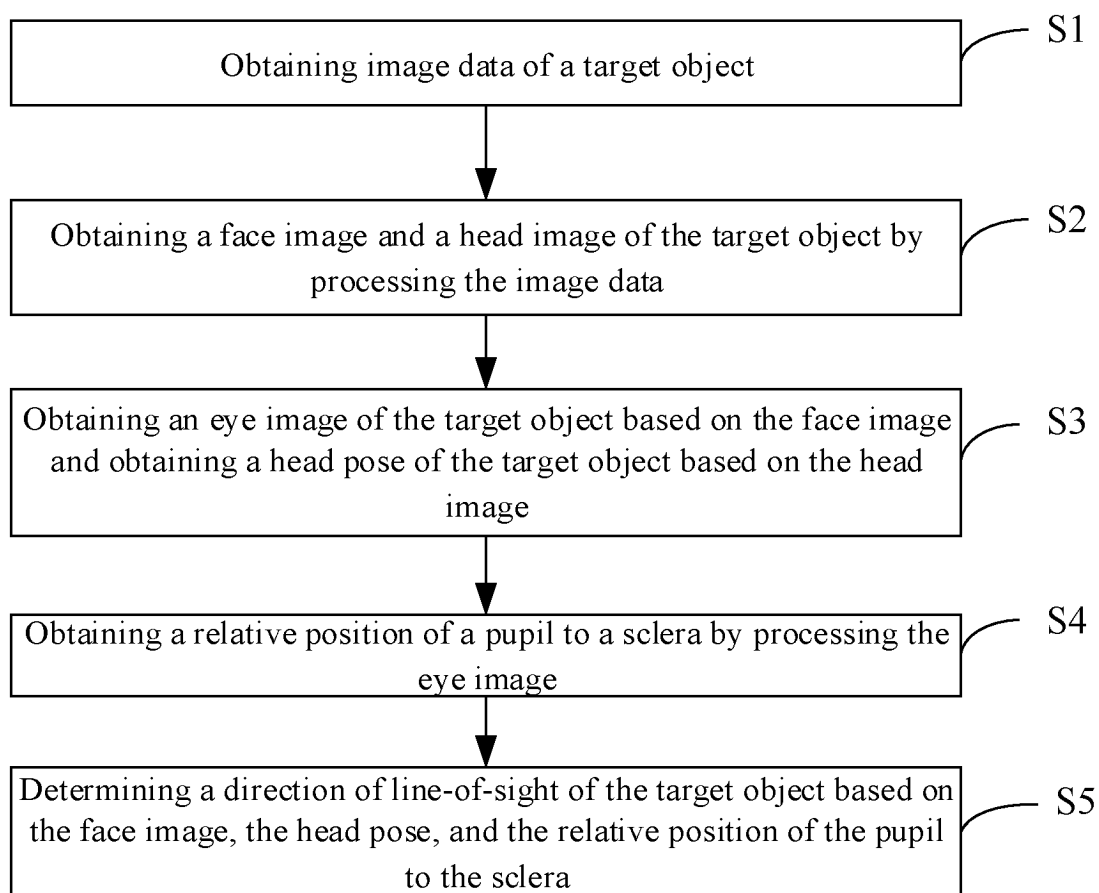 S1
Obtaining image data of a target object
S2
Obtaining a face image and a head image of the target object by
processing the image data
S3
Obtaining an eye image of the target object based on the face image
and obtaining a head pose of the target object based on the head
image
S4
Obtaining a relative position of a pupil to a sclera by processing the
eye image
S5
Determining a direction of line-of-sight of the target object based on
the face image, the head pose, and the relative position of the pupil
to the sclera